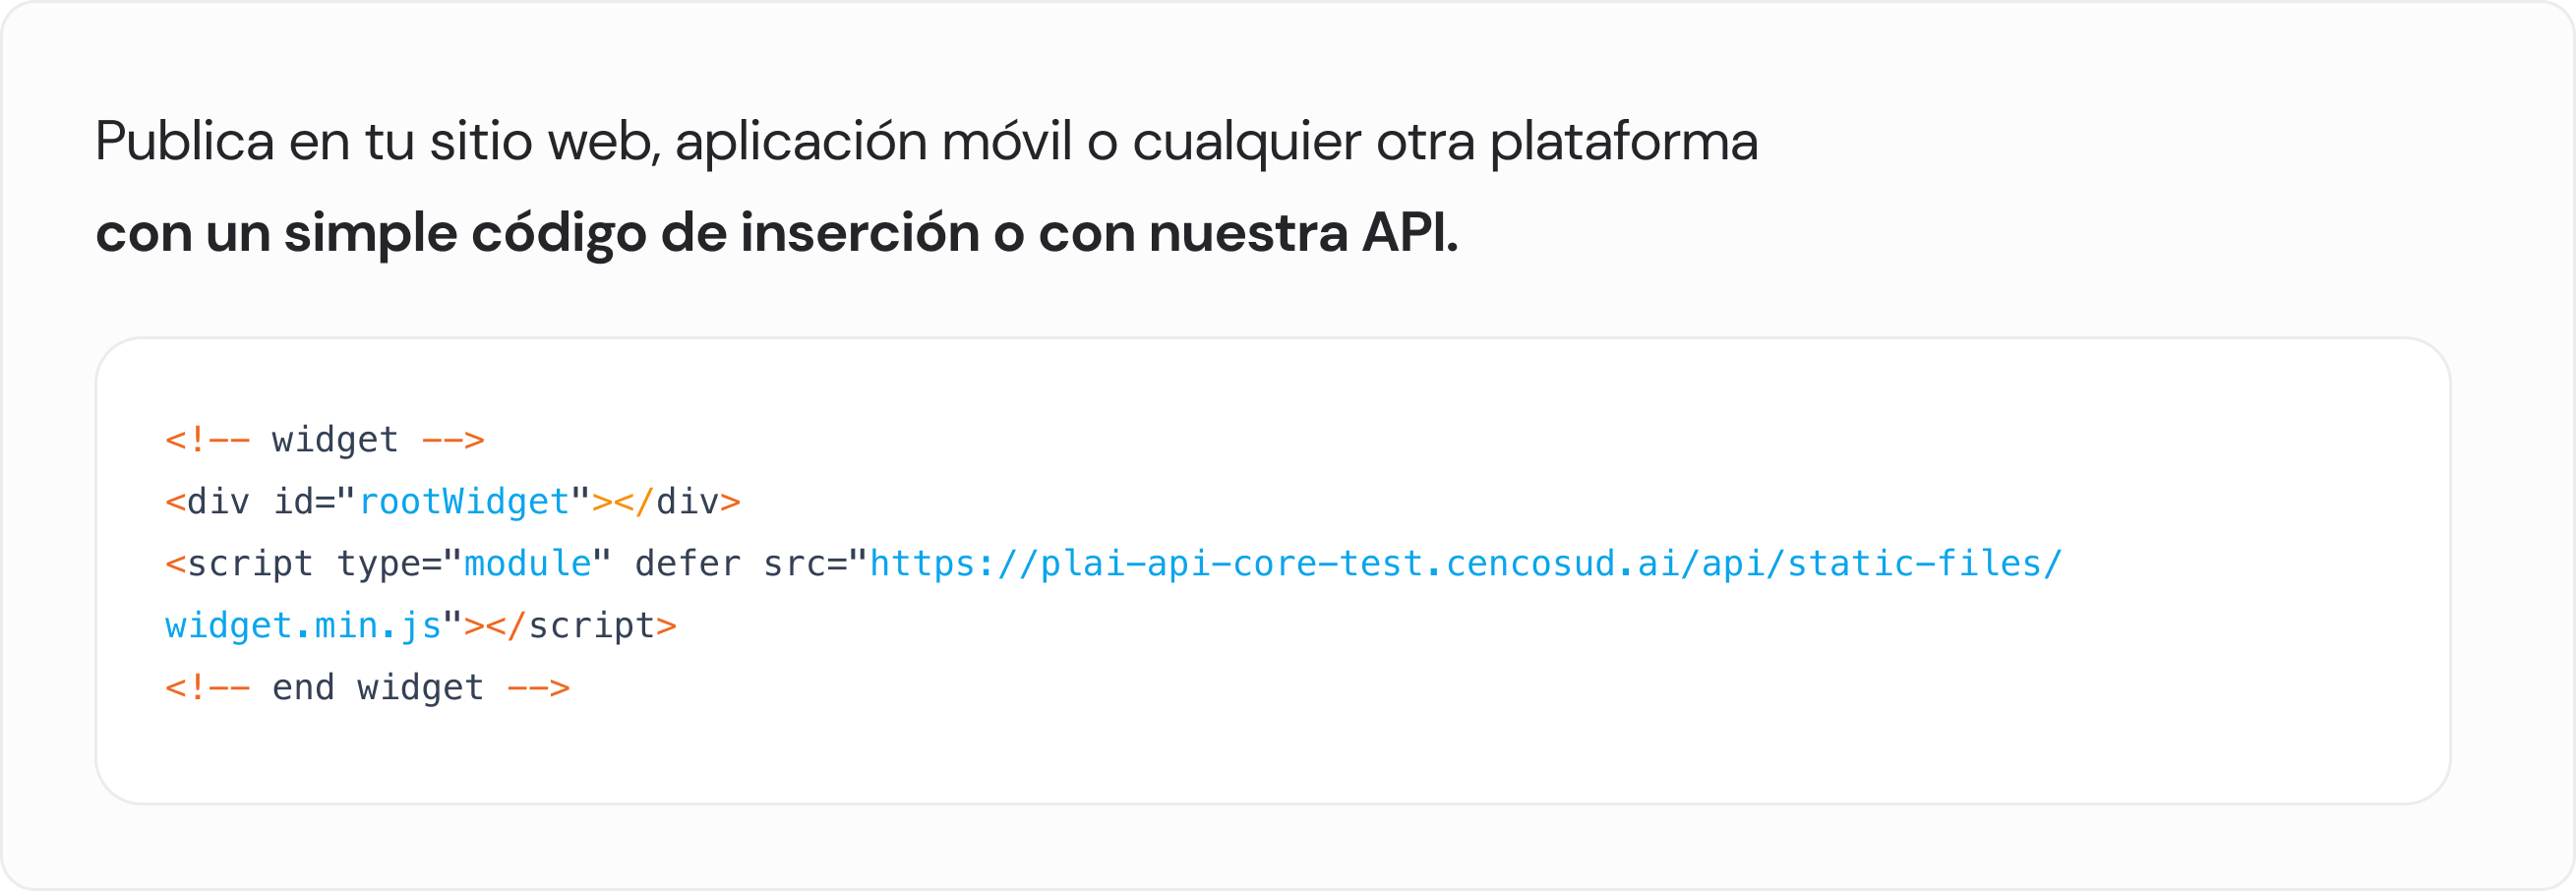 Publica en tu sitio web, aplicación móvil o cualquier otra plataforma
con un simple código de inserción o con nuestra API.
<!-- widget -->
<div id="rootWidget"></div>
<script type="module" defer src="https://plai-api-core-test.cencosud.ai/api/static-files/
widget.min.js"></script>
<!-- end widget -->